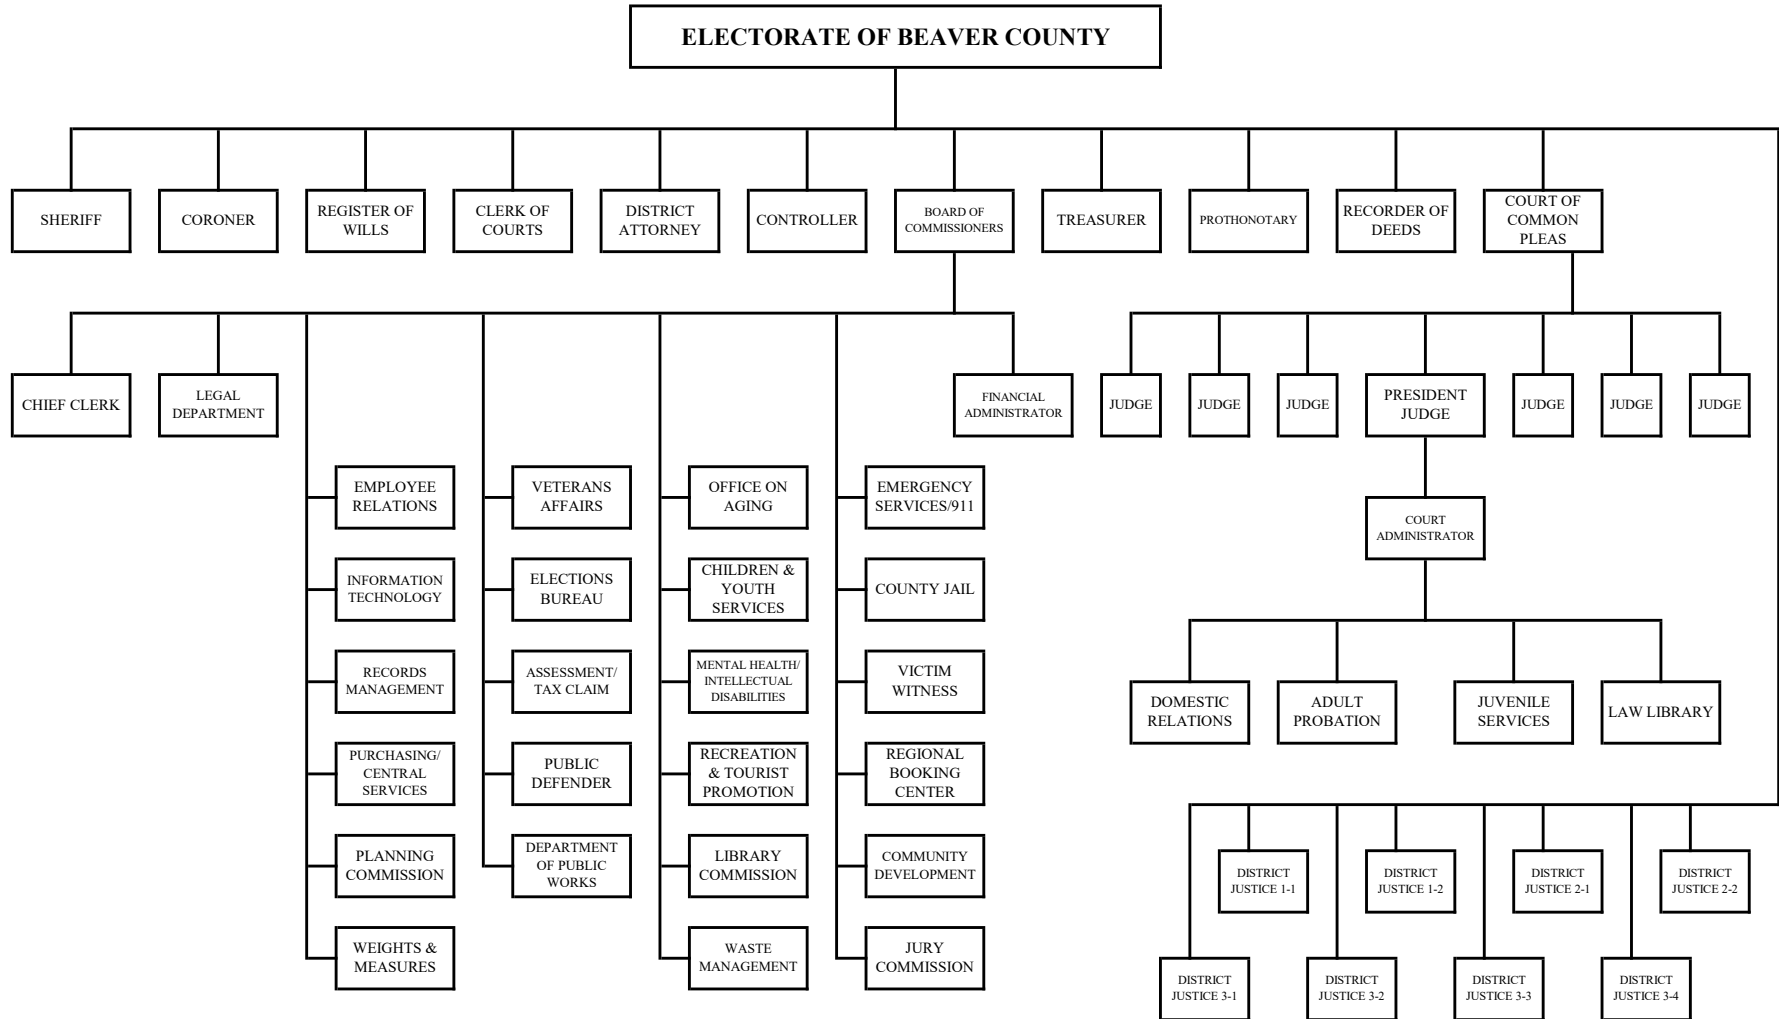 ELECTORATE OF BEAVER COUNTY
SHERIFF
CORONER
REGISTER OF
WILLS
CLERK OF
COURTS
DISTRICT
ATTORNEY
CONTROLLER
BOARD OF
COMMISSIONERS
TREASURER
PROTHONOTARY
RECORDER OF
DEEDS
COURT OF
COMMON
PLEAS
CHIEF CLERK
LEGAL
DEPARTMENT
FINANCIAL
ADMINISTRATOR
JUDGE
JUDGE
JUDGE
PRESIDENT
JUDGE
JUDGE
JUDGE
JUDGE
EMPLOYEE
RELATIONS
VETERANS
AFFAIRS
OFFICE ON
AGING
EMERGENCY
SERVICES/911
COURT
ADMINISTRATOR
INFORMATION
TECHNOLOGY
ELECTIONS
BUREAU
CHILDREN &
YOUTH
SERVICES
COUNTY JAIL
RECORDS
MANAGEMENT
ASSESSMENT/
TAX CLAIM
MENTAL HEALTH/
INTELLECTUAL
DISABILITIES
VICTIM
WITNESS
DOMESTIC
RELATIONS
ADULT
PROBATION
JUVENILE
SERVICES
LAW LIBRARY
PURCHASING/
CENTRAL
SERVICES
PUBLIC
DEFENDER
RECREATION
& TOURIST
PROMOTION
REGIONAL
BOOKING
CENTER
PLANNING
COMMISSION
DEPARTMENT
OF PUBLIC
WORKS
LIBRARY
COMMISSION
COMMUNITY
DEVELOPMENT
DISTRICT
JUSTICE 1-1
DISTRICT
JUSTICE 1-2
DISTRICT
JUSTICE 2-1
DISTRICT
JUSTICE 2-2
WEIGHTS &
MEASURES
WASTE
MANAGEMENT
JURY
COMMISSION
DISTRICT
JUSTICE 3-1
DISTRICT
JUSTICE 3-2
DISTRICT
JUSTICE 3-3
DISTRICT
JUSTICE 3-4